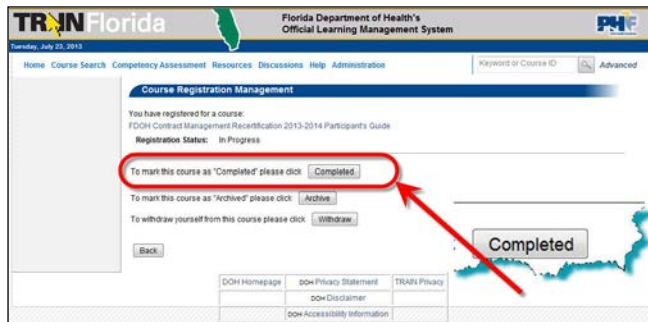 TRAIN Florida
Florida Department of Health's
Official Learning Management System
PHF
Tuesday, July 23, 2013
Home Course Search Competency Assessment Resources Discussions Help Administration
Keyword or Course ID
Advanced
Course Registration Management
You have registered for a course:
FDOH Contract Management Recertification 2013-2014 Participant's Guide
Registration Status: In Progress
To mark this course as "Completed" please click Completed
To mark this course as "Archived" please click Archive
To withdraw yourself from this course please click Withdraw
Completed
Back
DOH Homepage DOH Privacy Statement TRAIN Privacy
DOH Disclaimer
DOH Accessibility Information